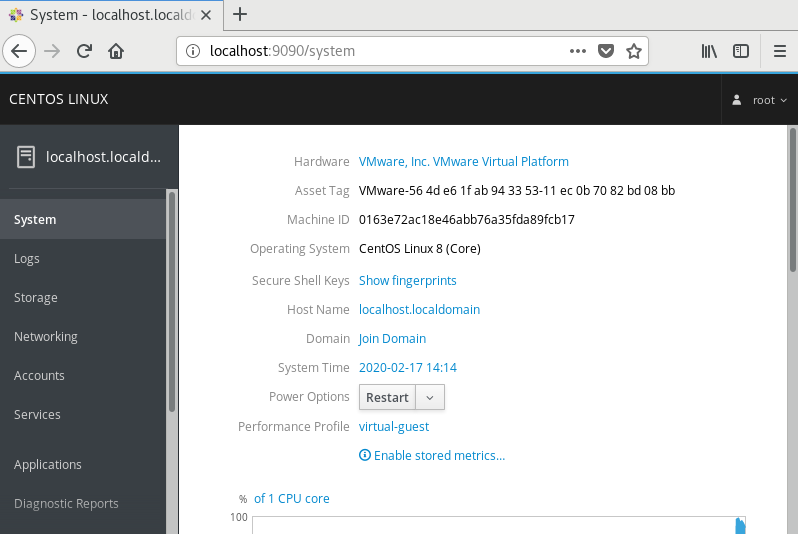 System - localhost.locald
localhost:9090/system
CENTOS LINUX
root
localhost.locald...
System
Logs
Storage
Networking
Accounts
Services
Applications
Diagnostic Reports
Hardware VMware, Inc. VMware Virtual Platform
Asset Tag VMware-56 4d e6 1f ab 94 33 53-11 ec 0b 70 82 bd 08 bb
Machine ID 0163e72ac18e46abb76a35fda89fcb17
Operating System CentOS Linux 8 (Core)
Secure Shell Keys Show fingerprints
Host Name localhost.localdomain
Domain Join Domain
System Time 2020-02-17 14:14
Power Options Restart
Performance Profile virtual-guest
Enable stored metrics...
% of 1 CPU core
100